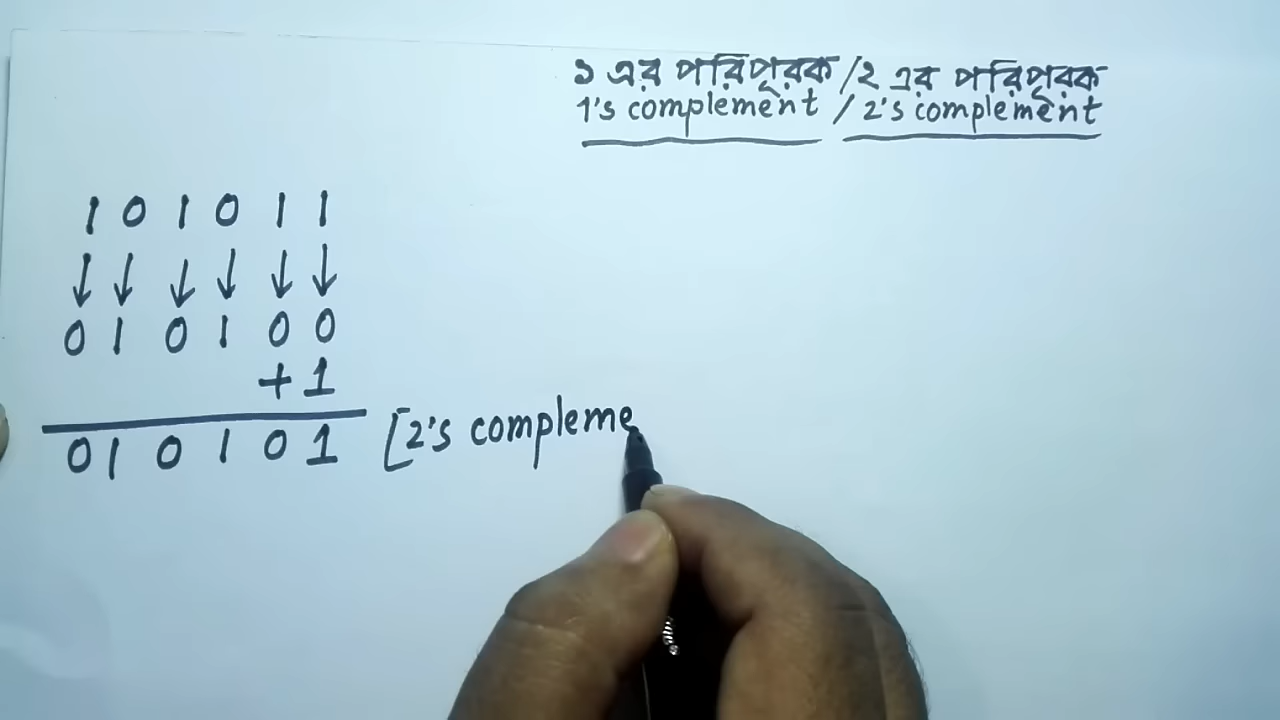 ১ এর পরিপূরক / ২ এর পরিপূরক
1's complement / 2's complement
1 0 1 0 1 1
↓ ↓ ↓ ↓ ↓ ↓
0 1 0 1 0 0
+ 1
0 1 0 1 0 1 [2's compleme